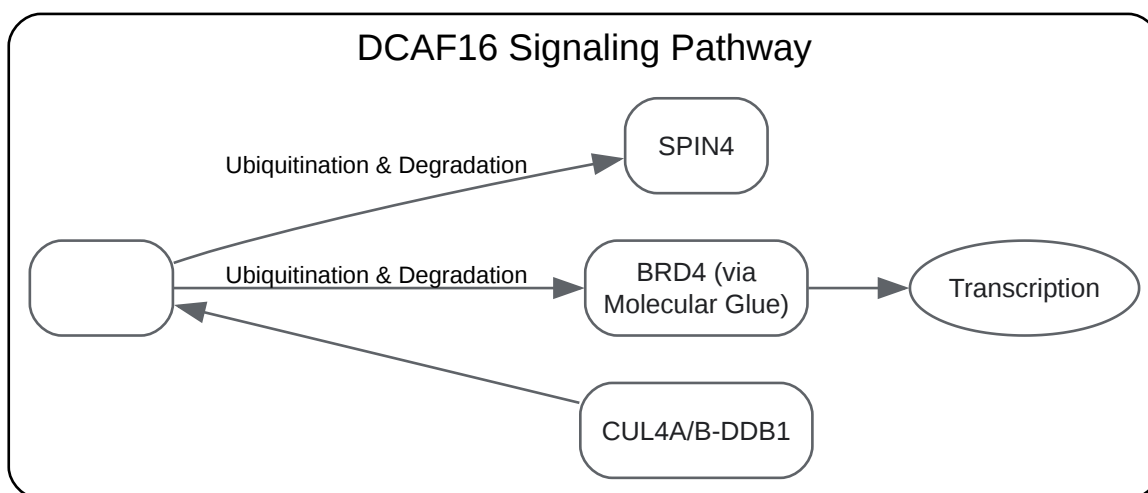 DCAF16 Signaling Pathway
SPIN4
Ubiquitination & Degradation
Ubiquitination & Degradation
BRD4 (via
Molecular Glue)
Transcription
CUL4A/B-DDB1